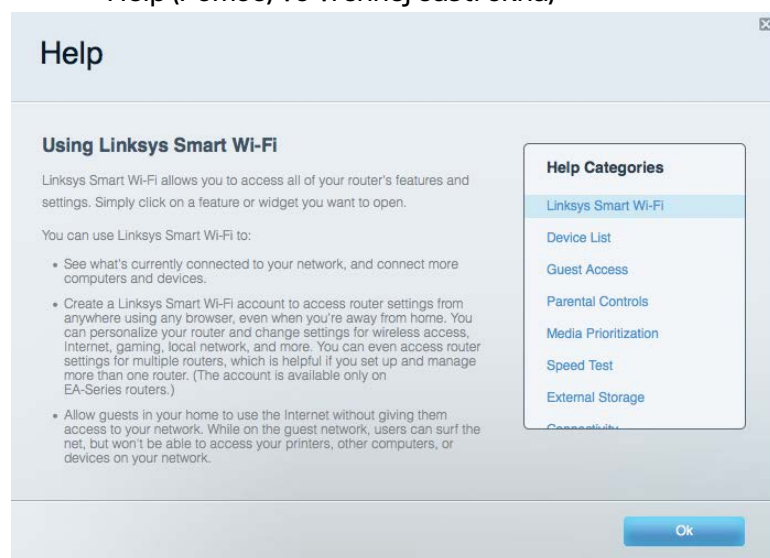 Help (Pomoc) vo vrchnej časti okna)
Help
Using Linksys Smart Wi-Fi
Linksys Smart Wi-Fi allows you to access all of your router's features and
settings. Simply click on a feature or widget you want to open.
You can use Linksys Smart Wi-Fi to:
• See what's currently connected to your network, and connect more
computers and devices.
• Create a Linksys Smart Wi-Fi account to access router settings from
anywhere using any browser, even when you're away from home. You
can personalize your router and change settings for wireless access,
Internet, gaming, local network, and more. You can even access router
settings for multiple routers, which is helpful if you set up and manage
more than one router. (The account is available only on
EA-Series routers.)
• Allow guests in your home to use the Internet without giving them
access to your network. While on the guest network, users can surf the
net, but won't be able to access your printers, other computers, or
devices on your network.
Help Categories
Linksys Smart Wi-Fi
Device List
Guest Access
Parental Controls
Media Prioritization
Speed Test
External Storage
Connectivity
Ok